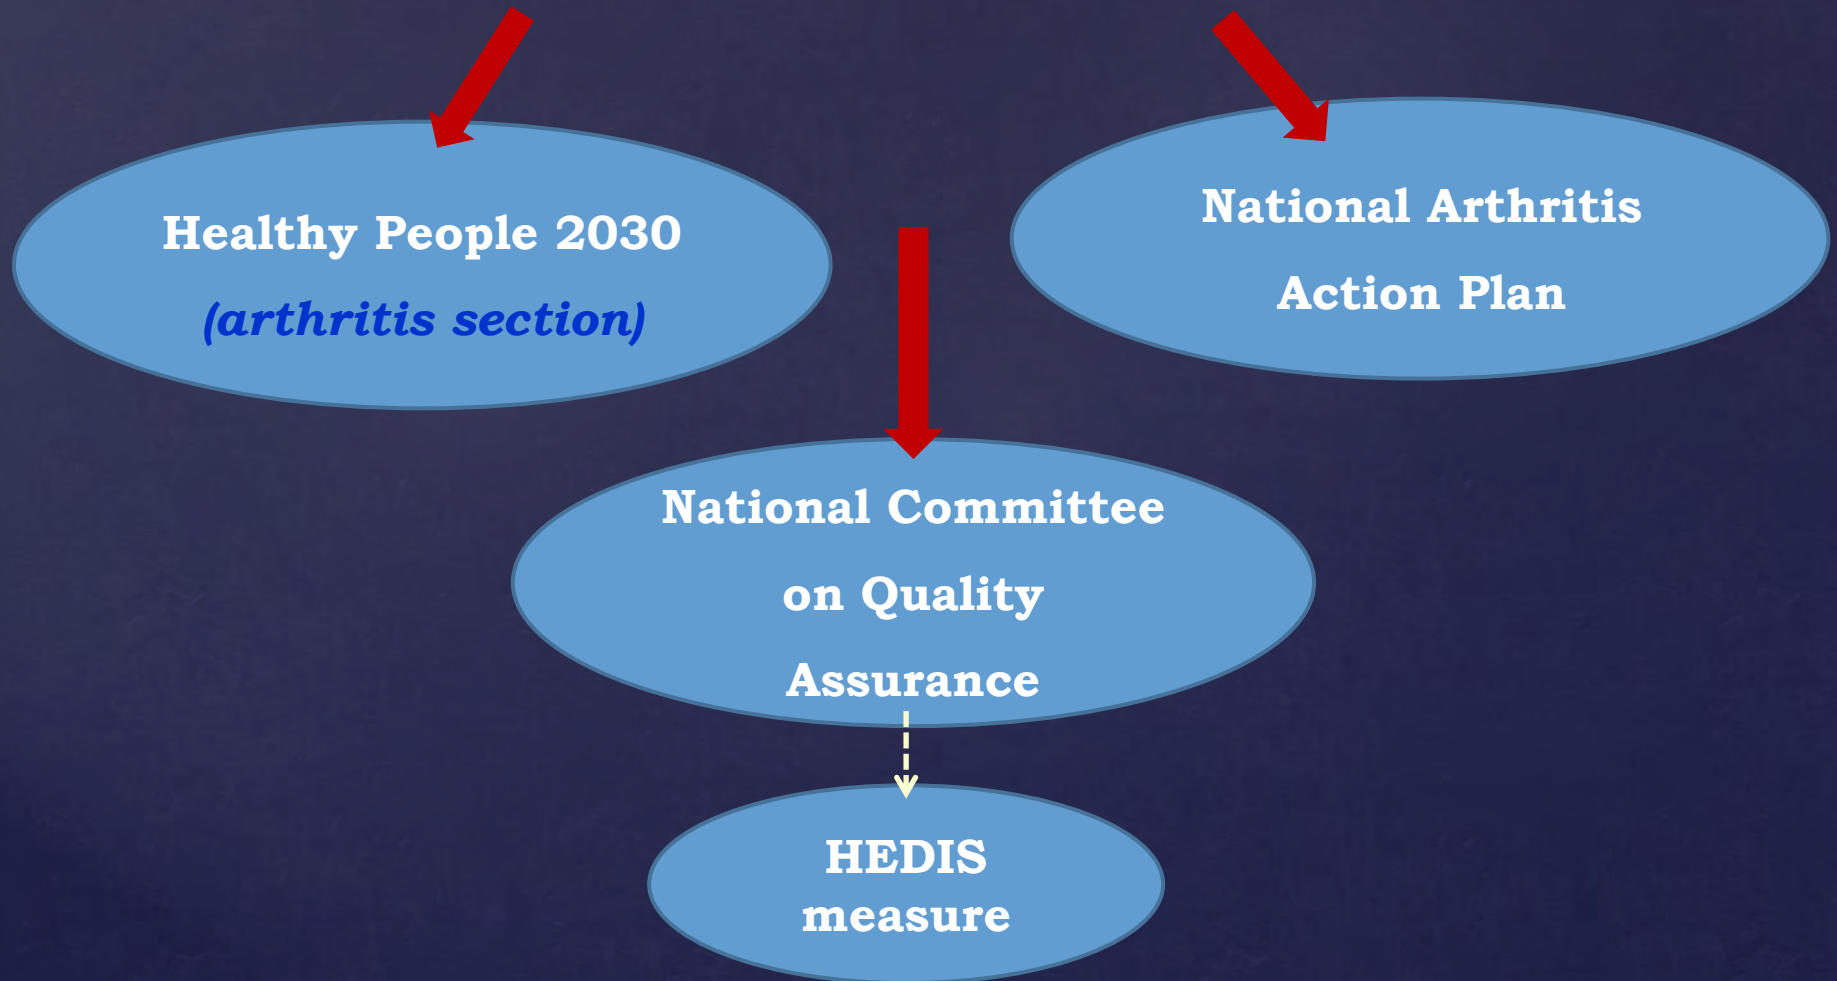 Healthy People 2030
(arthritis section)
National Arthritis
Action Plan
National Committee
on Quality
Assurance
HEDIS
measure